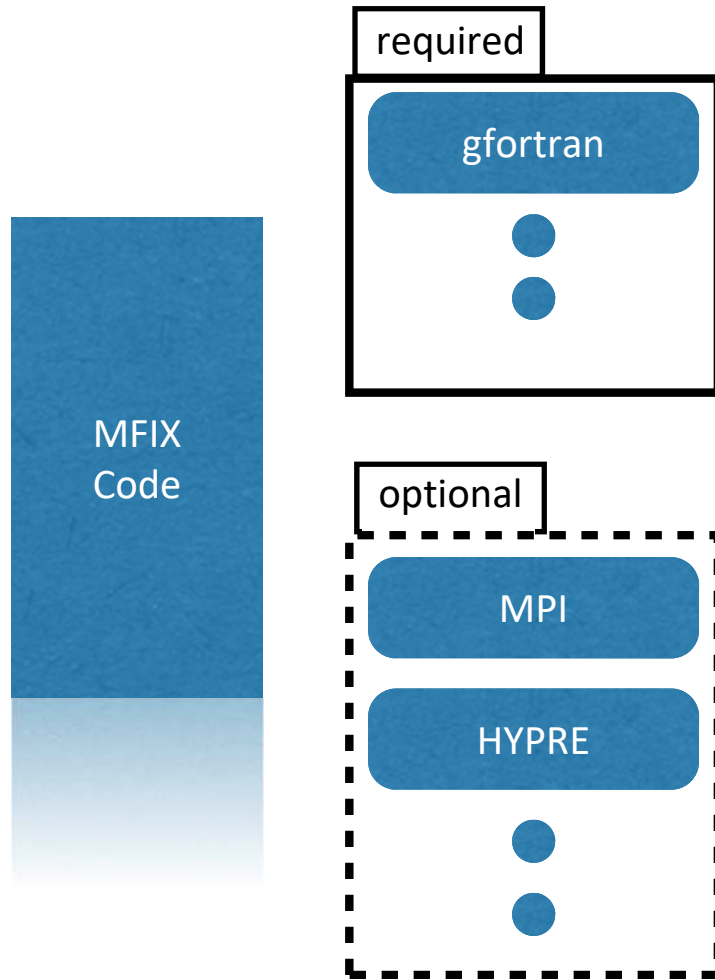 required
gfortran
MFIX
Code
optional
MPI
HYPRE